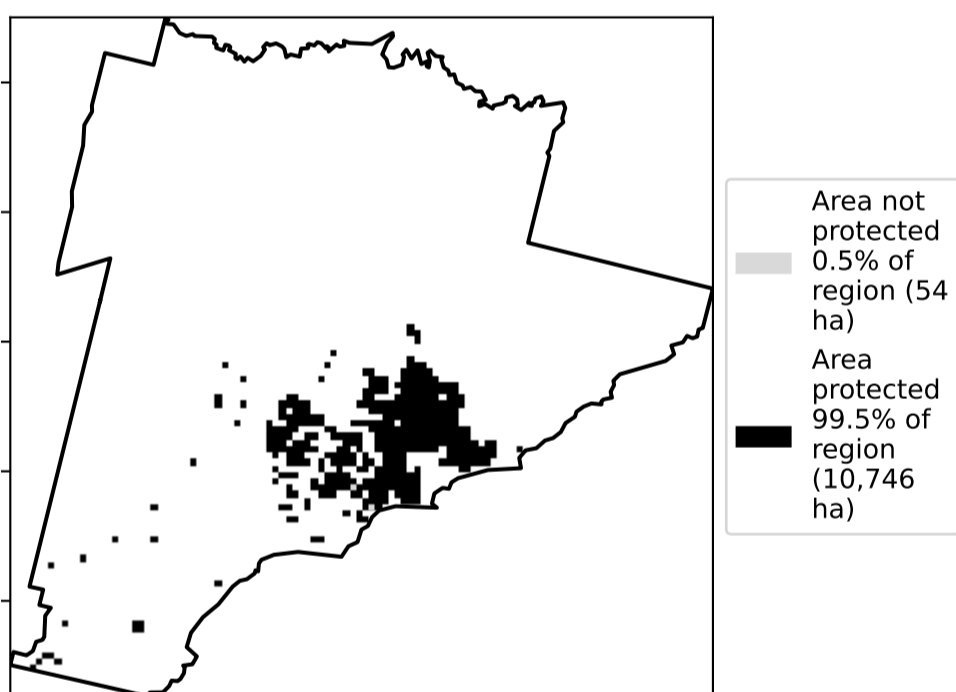 Area not
protected
0.5% of
region (54
ha)
Area
protected
99.5% of
region
(10,746
ha)